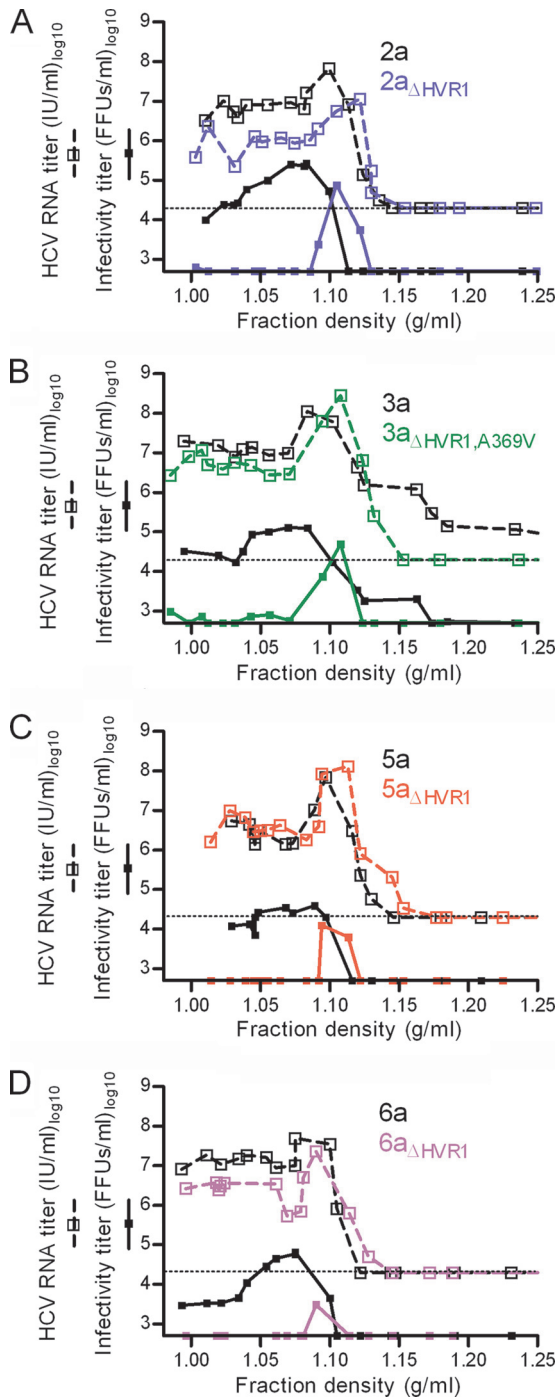 A
2a
2aΔHVR1
HCV RNA titer (IU/ml)log10
Infectivity titer (FFUs/ml)log10
9
8
7
6
5
4
3
1.00 1.05 1.10 1.15 1.20 1.25
Fraction density (g/ml)
B
3a
3aΔHVR1,A369V
HCV RNA titer (IU/ml)log10
Infectivity titer (FFUs/ml)log10
9
8
7
6
5
4
3
1.00 1.05 1.10 1.15 1.20 1.25
Fraction density (g/ml)
C
5a
5aΔHVR1
HCV RNA titer (IU/ml)log10
Infectivity titer (FFUs/ml)log10
9
8
7
6
5
4
3
1.00 1.05 1.10 1.15 1.20 1.25
Fraction density (g/ml)
D
6a
6aΔHVR1
HCV RNA titer (IU/ml)log10
Infectivity titer (FFUs/ml)log10
9
8
7
6
5
4
3
1.00 1.05 1.10 1.15 1.20 1.25
Fraction density (g/ml)